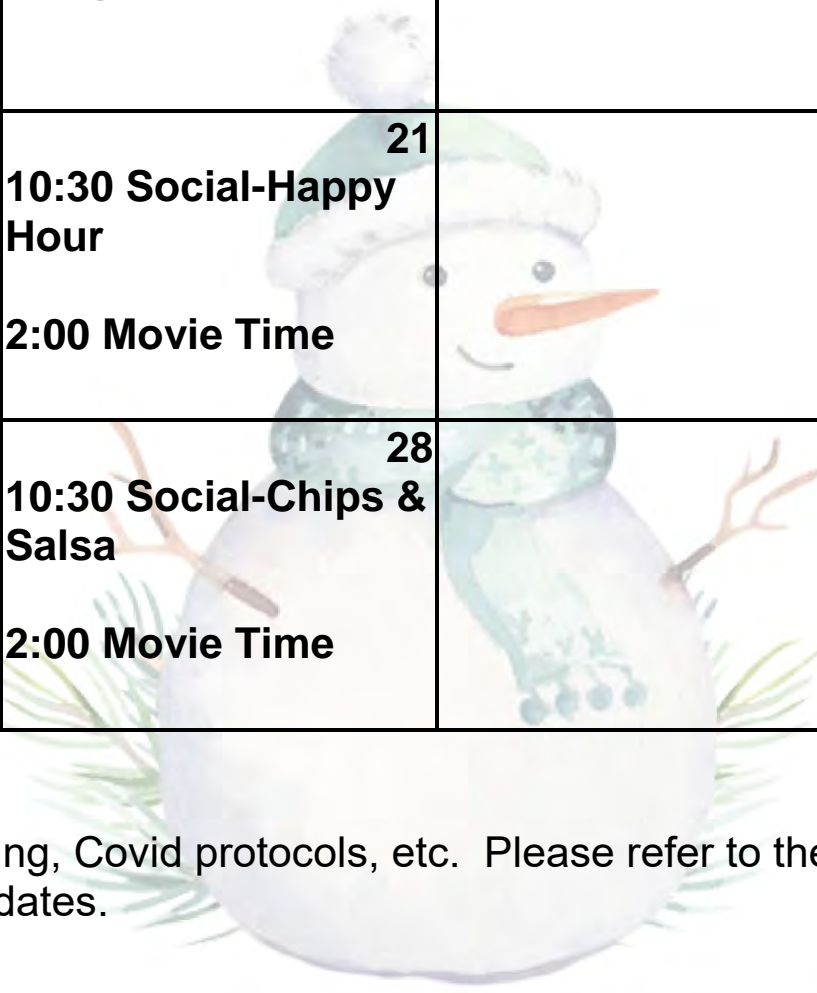 21
10:30 Social-Happy
Hour
2:00 Movie Time
28
10:30 Social-Chips &
Salsa
2:00 Movie Time
ng, Covid protocols, etc.  Please refer to the
dates.